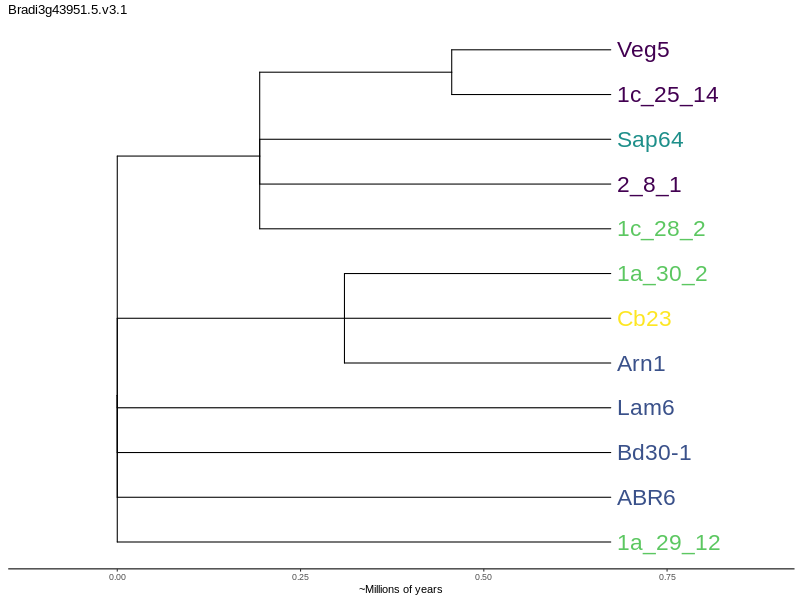 Bradi3g43951.5.v3.1
Veg5
1c_25_14
Sap64
2_8_1
1c_28_2
1a_30_2
Cb23
Arn1
Lam6
Bd30-1
ABR6
1a_29_12
0.00 0.25 0.50 0.75
~Millions of years